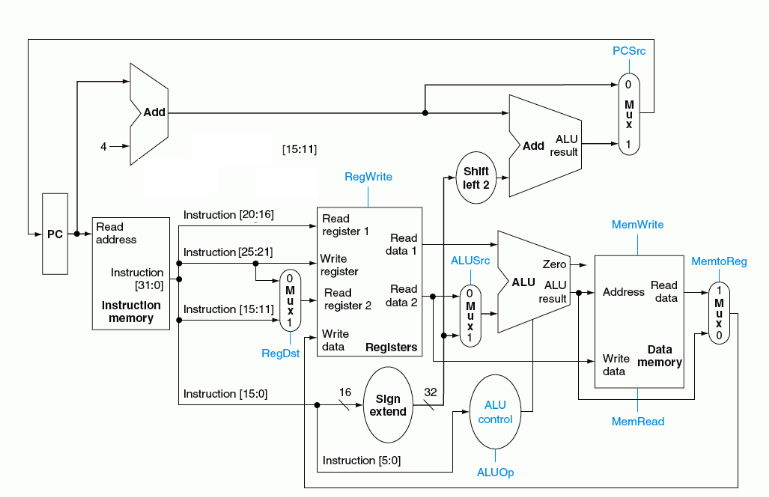 PCSrc
0
M
u
x
1
Add
4
[15:11]
Add
ALU
result
Shift
left 2
RegWrite
PC
Read
address
Instruction
[31:0]
Instruction
memory
Instruction [20:16]
Instruction [25:21]
Instruction [15:11]
0
M
u
x
1
RegDst
Read
register 1
Write
register
Read
register 2
Write
data
Read
data 1
Read
data 2
Registers
ALUSrc
0
M
u
x
1
Zero
ALU
ALU
result
MemWrite
Address
Read
data
Write
data
Data
memory
MemRead
MemtoReg
1
M
u
x
0
Instruction [15:0]
16
Sign
extend
32
ALU
control
Instruction [5:0]
ALUOp